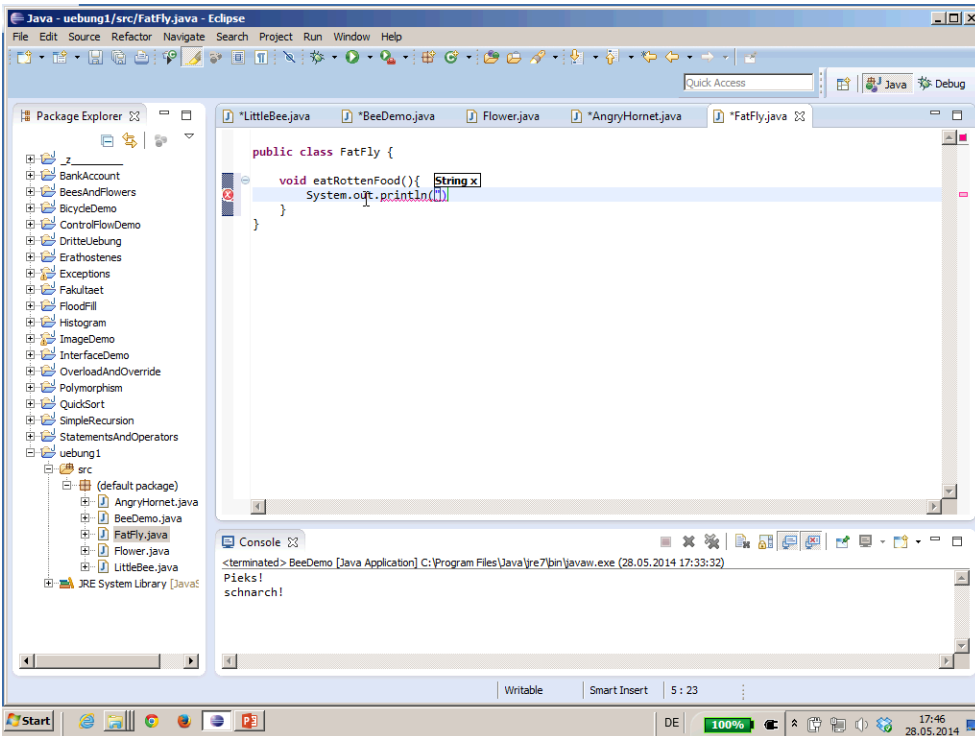 Java - uebung1/src/FatFly.java - Eclipse
File Edit Source Refactor Navigate Search Project Run Window Help
Quick Access
Java
Debug
Package Explorer
*LittleBee.java
*BeeDemo.java
Flower.java
*AngryHornet.java
*FatFly.java
_z_________
BankAccount
BeesAndFlowers
BicycleDemo
ControlFlowDemo
DritteUebung
Erathostenes
Exceptions
Fakultaet
FloodFill
Histogram
ImageDemo
InterfaceDemo
OverloadAndOverride
Polymorphism
QuickSort
SimpleRecursion
StatementsAndOperators
uebung1
src
(default package)
AngryHornet.java
BeeDemo.java
FatFly.java
Flower.java
LittleBee.java
JRE System Library [JavaS
public class FatFly {
void eatRottenFood(){
String x
System.out.println(")
}
}
Console
<terminated> BeeDemo [Java Application] C:\Program Files\Java\jre7\bin\javaw.exe (28.05.2014 17:33:32)
Pieks!
schnarch!
Writable
Smart Insert
5 : 23
Start
DE
100%
17:46
28.05.2014